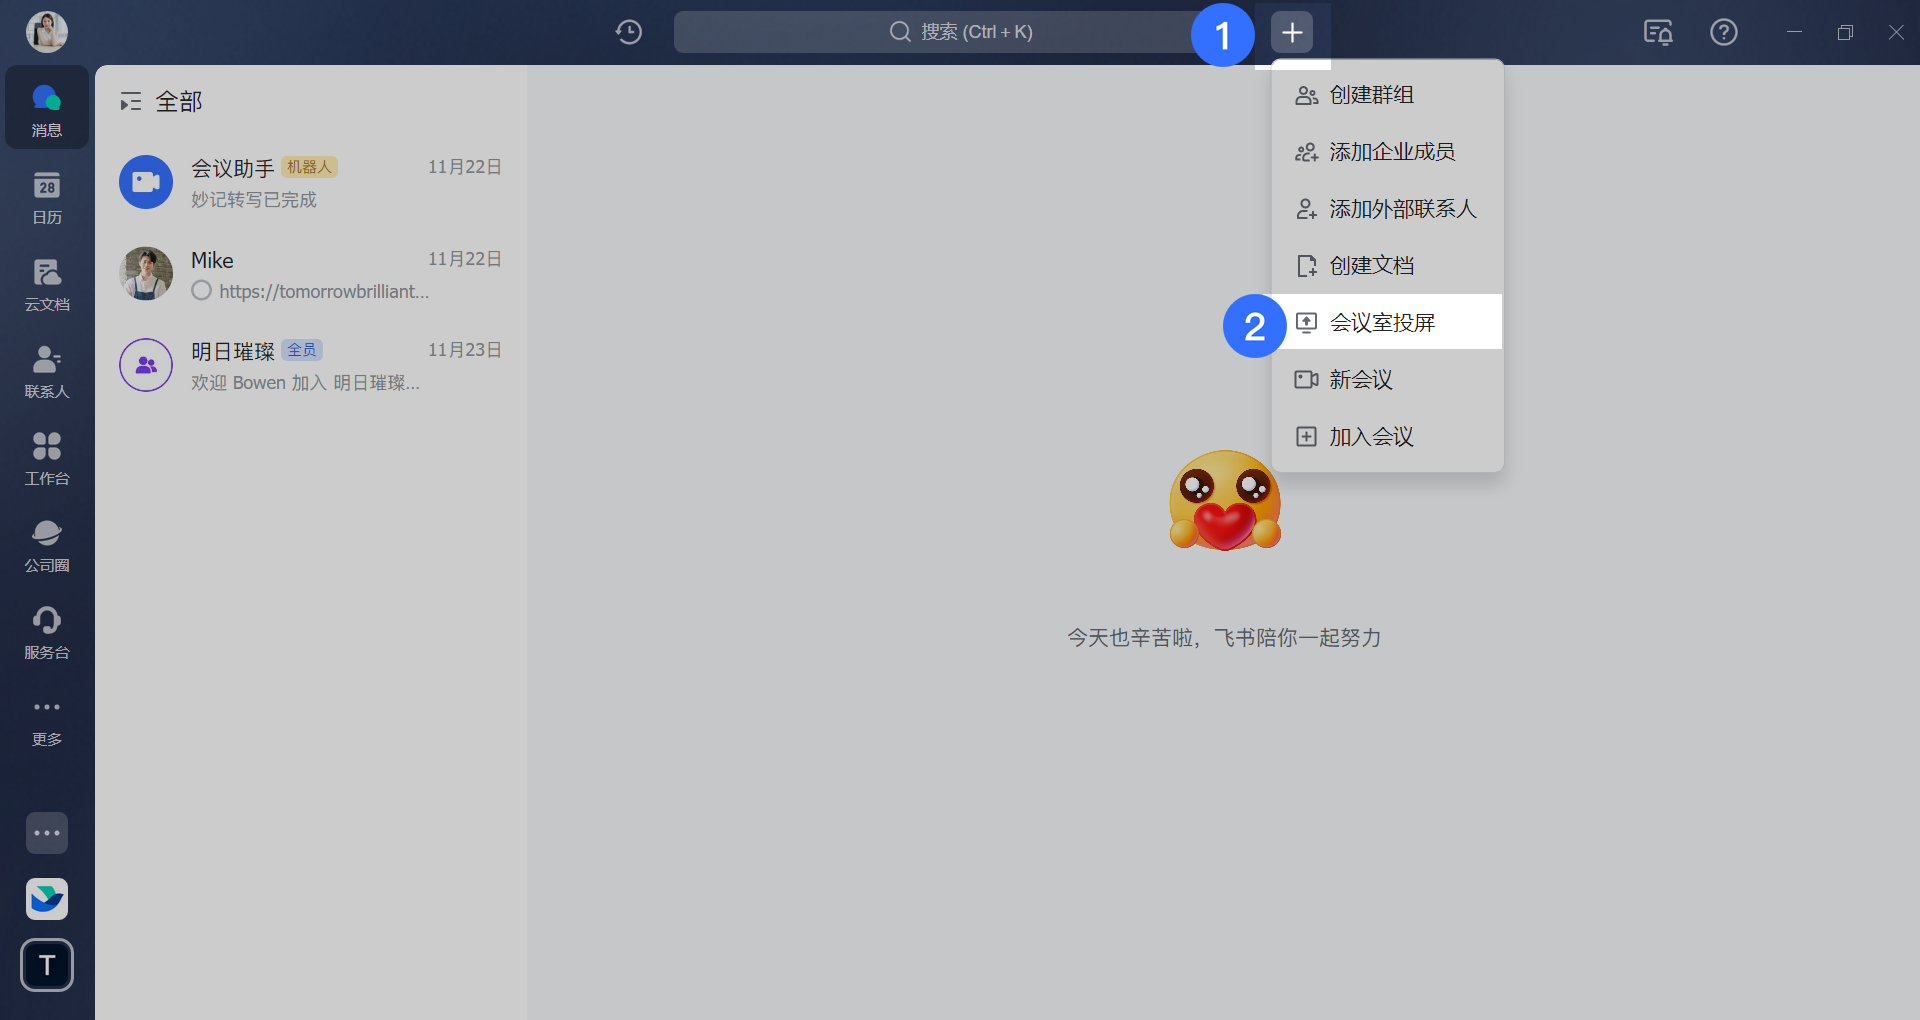 搜索 (Ctrl + K)
1
消息
28
日历
云文档
联系人
工作台
公司圈
服务台
更多
T
全部
会议助手 机器人 11月22日
妙记转写已完成
Mike 11月22日
https://tomorrowbrilliant...
明日璀璨 全员 11月23日
欢迎 Bowen 加入 明日璀璨...
创建群组
添加企业成员
添加外部联系人
创建文档
2 会议室投屏
新会议
加入会议
今天也辛苦啦，飞书陪你一起努力